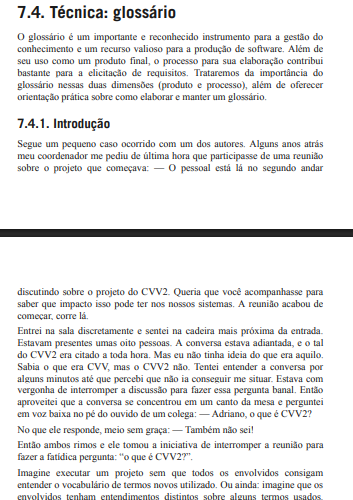 7.4. Técnica: glossário
O glossário é um importante e reconhecido instrumento para a gestão do
conhecimento e um recurso valioso para a produção de software. Além de
seu uso como um produto final, o processo para sua elaboração contribui
bastante para a elicitação de requisitos. Trataremos da importância do
glossário nessas duas dimensões (produto e processo), além de oferecer
orientação prática sobre como elaborar e manter um glossário.
7.4.1. Introdução
Segue um pequeno caso ocorrido com um dos autores. Alguns anos atrás
meu coordenador me pediu de última hora que participasse de uma reunião
sobre o projeto que começava: — O pessoal está lá no segundo andar
discutindo sobre o projeto do CVV2. Queria que você acompanhasse para
saber que impacto isso pode ter nos nossos sistemas. A reunião acabou de
começar, corre lá.
Entrei na sala discretamente e sentei na cadeira mais próxima da entrada.
Estavam presentes umas oito pessoas. A conversa estava adiantada, e o tal
do CVV2 era citado a toda hora. Mas eu não tinha ideia do que era aquilo.
Sabia o que era CVV, mas o CVV2 não. Tentei entender a conversa por
alguns minutos até que percebi que não ia conseguir me situar. Estava com
vergonha de interromper a discussão para fazer essa pergunta banal. Então
aproveitei que a conversa se concentrou em um canto da mesa e perguntei
em voz baixa no pé do ouvido de um colega: — Adriano, o que é CVV2?
No que ele responde, meio sem graça: — Também não sei!
Então ambos rimos e ele tomou a iniciativa de interromper a reunião para
fazer a fatídica pergunta: “o que é CVV2?”.
Imagine executar um projeto sem que todos os envolvidos consigam
entender o vocabulário de termos novos utilizado. Ou ainda: imagine que os
envolvidos tenham entendimentos distintos sobre alguns termos usados.